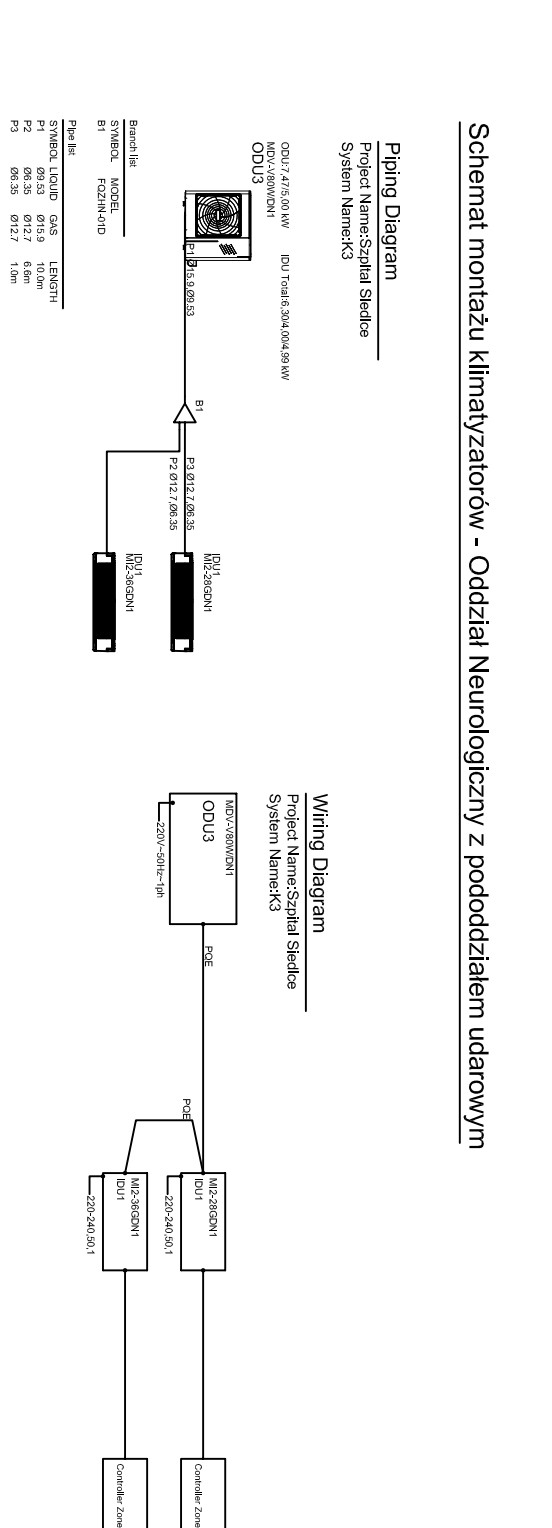 Schemat montażu klimatyzatorów - Oddział Neurologiczny z pododdziałem udarowym
Piping Diagram
Project Name:Szpital Siedlce
System Name:K3
ODU:7,47/5,00 kW IDU Total:6,30/4,00/4,99 kW
MDV-V80W/DN1
ODU3
P1 Ø15.9,Ø9.53
B1
P3 Ø12.7,Ø6.35
P2 Ø12.7,Ø6.35
IDU1
MI2-28GDN1
IDU1
MI2-36GDN1
Branch list
SYMBOL MODEL
B1 FQZHN-01D
Pipe list
SYMBOL LIQUID GAS LENGTH
P1 Ø9.53 Ø15.9 10.0m
P2 Ø6.35 Ø12.7 6.6m
P3 Ø6.35 Ø12.7 1.0m
Wiring Diagram
Project Name:Szpital Siedlce
System Name:K3
MDV-V80W/DN1
ODU3
220V~50Hz~1ph
PQE
PQE
MI2-28GDN1
IDU1
220-240,50,1
MI2-36GDN1
IDU1
220-240,50,1
Controller Zone
Controller Zone